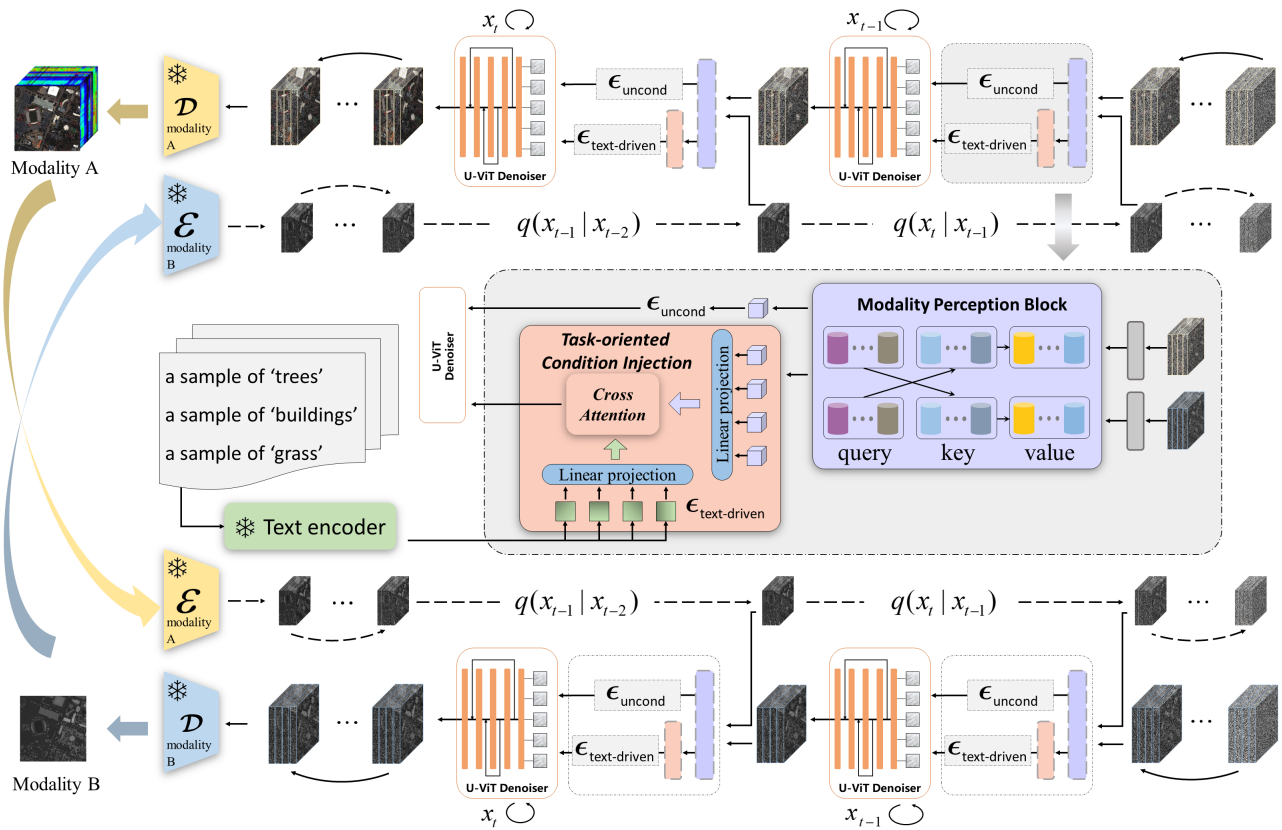 x_t
x_{t-1}
D
modality
A
ϵ_uncond
ϵ_text-driven
U-ViT Denoiser
ϵ_uncond
ϵ_text-driven
U-ViT Denoiser
Modality A
ℰ
modality
B
q(x_{t-1} | x_{t-2})
q(x_t | x_{t-1})
ϵ_uncond
Modality Perception Block
query
key
value
U-ViT
Denoiser
Task-oriented
Condition Injection
Cross
Attention
Linear projection
Linear projection
ϵ_text-driven
a sample of ‘trees’
a sample of ‘buildings’
a sample of ‘grass’
Text encoder
ℰ
modality
A
q(x_{t-1} | x_{t-2})
q(x_t | x_{t-1})
D
modality
B
ϵ_uncond
ϵ_text-driven
U-ViT Denoiser
ϵ_uncond
ϵ_text-driven
U-ViT Denoiser
Modality B
x_t
x_{t-1}